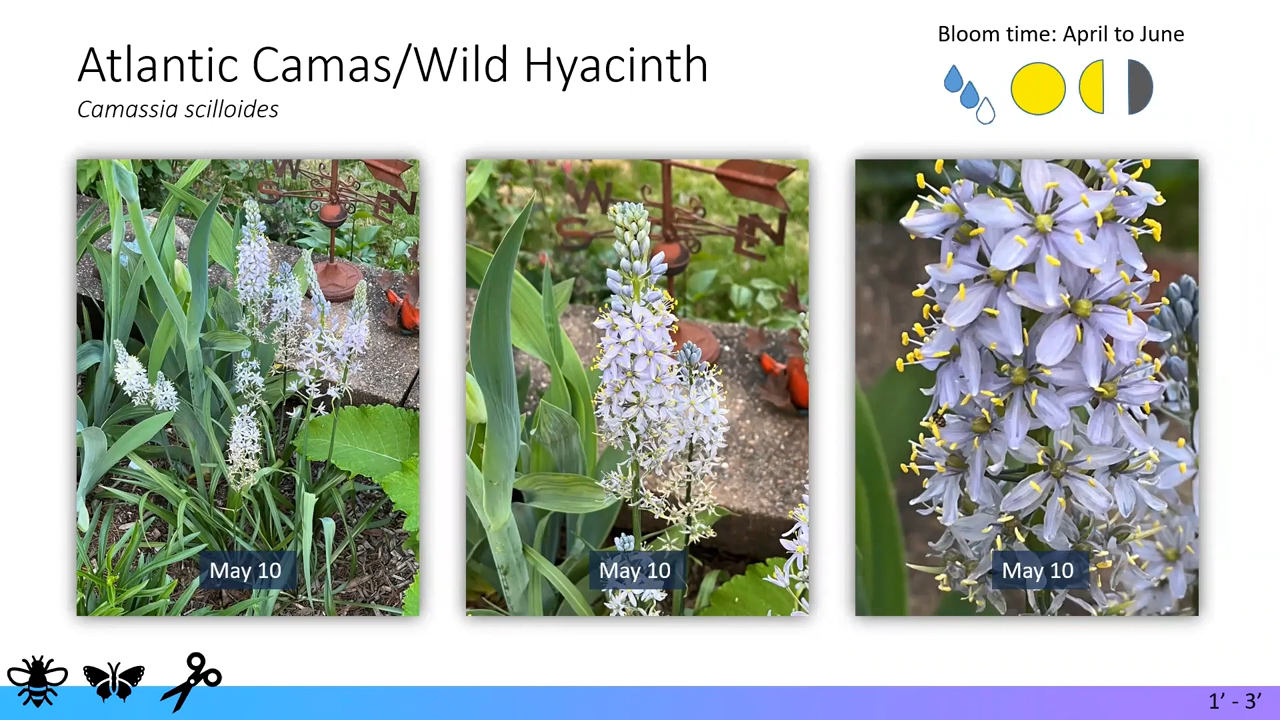 Bloom time: April to June
Atlantic Camas/Wild Hyacinth
Camassia scilloides
W
S
E
N
W
S
E
N
May 10
May 10
May 10
1’ - 3’